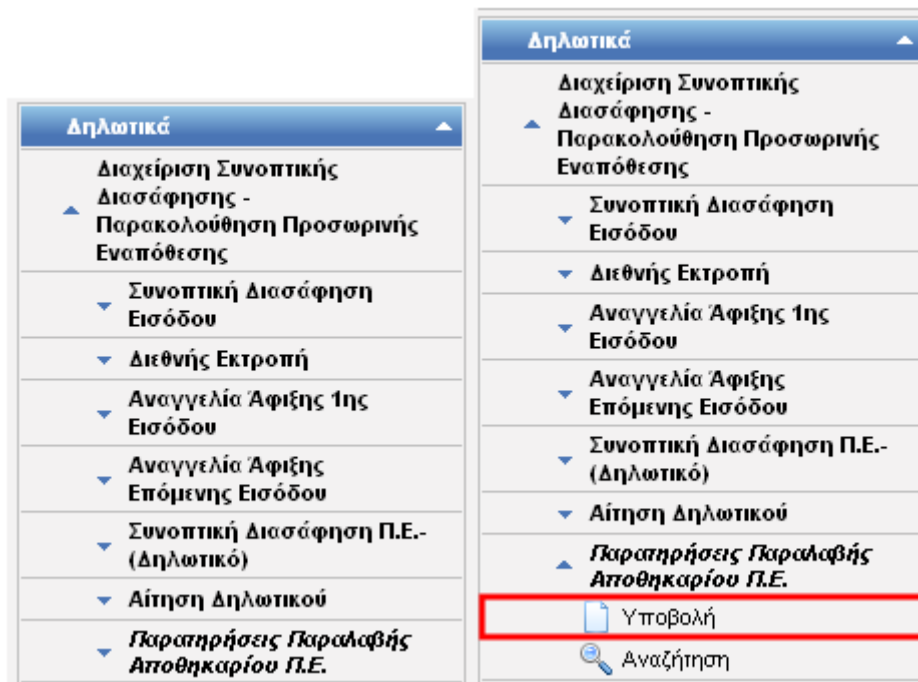 Δηλωτικά
Διαχείριση Συνοπτικής
Διασάφησης -
Παρακολούθηση Προσωρινής
Εναπόθεσης
Συνοπτική Διασάφηση
Εισόδου
Διεθνής Εκτροπή
Αναγγελία Άφιξης 1ης
Εισόδου
Αναγγελία Άφιξης
Επόμενης Εισόδου
Συνοπτική Διασάφηση Π.Ε.-
(Δηλωτικό)
Αίτηση Δηλωτικού
Παρατηρήσεις Παραλαβής
Αποθηκαρίου Π.Ε.
Δηλωτικά
Διαχείριση Συνοπτικής
Διασάφησης -
Παρακολούθηση Προσωρινής
Εναπόθεσης
Συνοπτική Διασάφηση
Εισόδου
Διεθνής Εκτροπή
Αναγγελία Άφιξης 1ης
Εισόδου
Αναγγελία Άφιξης
Επόμενης Εισόδου
Συνοπτική Διασάφηση Π.Ε.-
(Δηλωτικό)
Αίτηση Δηλωτικού
Παρατηρήσεις Παραλαβής
Αποθηκαρίου Π.Ε.
Υποβολή
Αναζήτηση